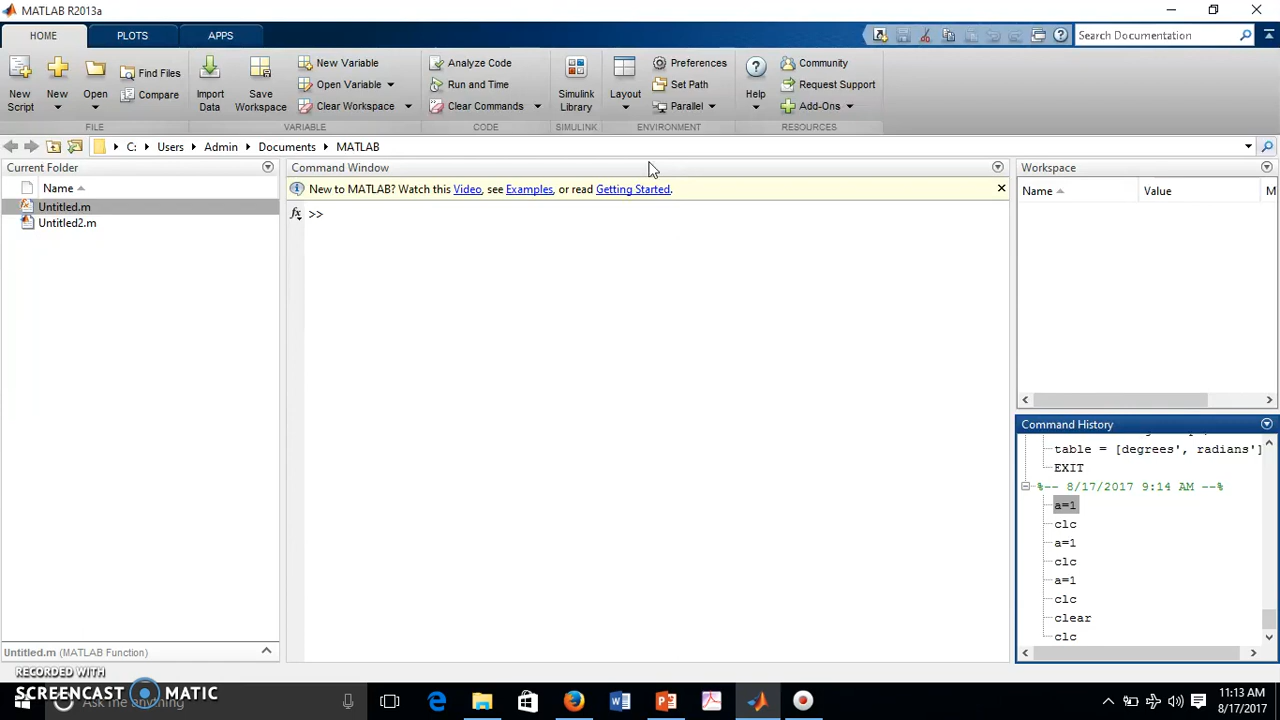 MATLAB R2013a
HOME PLOTS APPS
Search Documentation
New Script
New
Open
Find Files
Compare
Import Data
Save Workspace
New Variable
Open Variable
Clear Workspace
Analyze Code
Run and Time
Clear Commands
Simulink Library
Layout
Preferences
Set Path
Parallel
Help
Community
Request Support
Add-Ons
FILE VARIABLE CODE SIMULINK ENVIRONMENT RESOURCES
C: Users Admin Documents MATLAB
Current Folder
Name
Untitled.m
Untitled2.m
Untitled.m (MATLAB Function)
Command Window
New to MATLAB? Watch this Video, see Examples, or read Getting Started.
fx >>
Workspace
Name Value M
Command History
table = [degrees', radians']
EXIT
%-- 8/17/2017 9:14 AM --%
a=1
clc
a=1
clc
a=1
clc
clear
clc
RECORDED WITH
SCREENCAST MATIC
Ask me anything
11:13 AM
8/17/2017